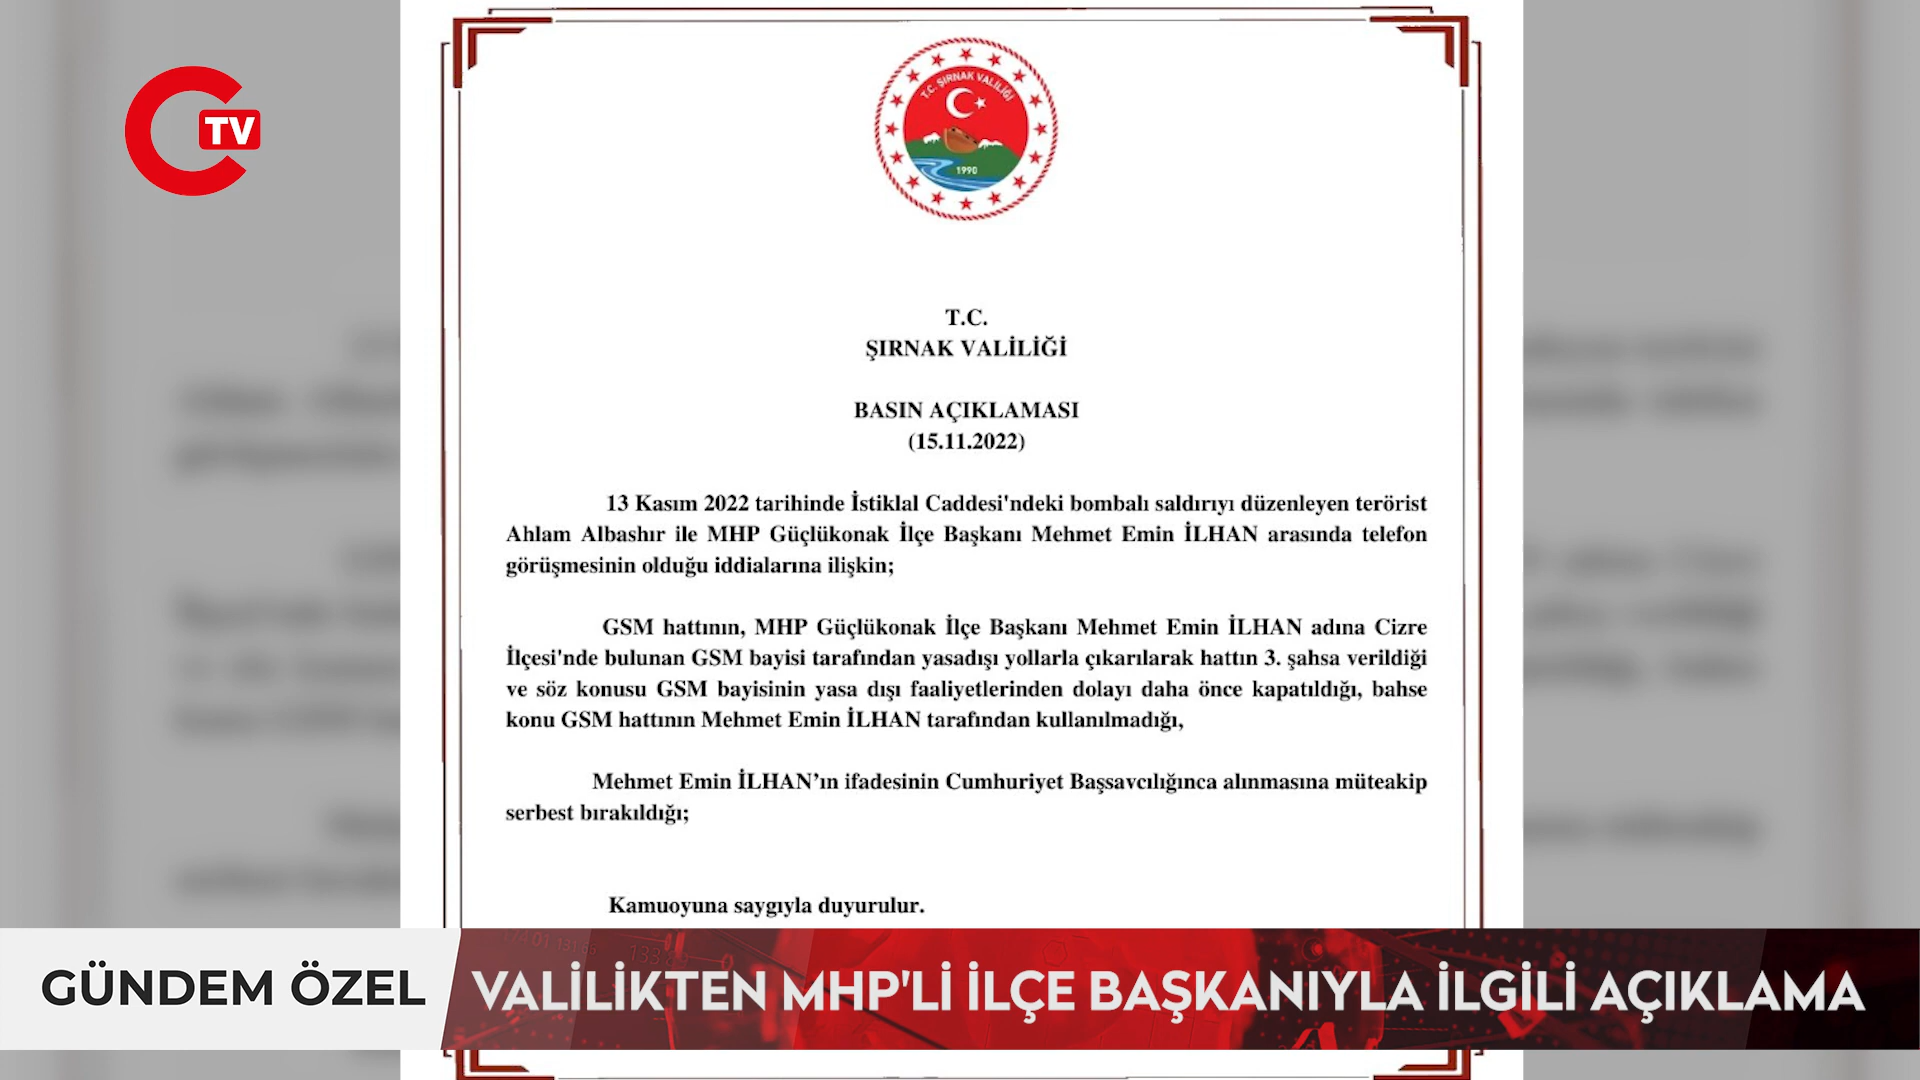 TV
T.C. ŞIRNAK VALİLİĞİ
1990
T.C.
ŞIRNAK VALİLİĞİ
BASIN AÇIKLAMASI
(15.11.2022)
13 Kasım 2022 tarihinde İstiklal Caddesi'ndeki bombalı saldırıyı düzenleyen terörist
Ahlam Albashır ile MHP Güçlükonak İlçe Başkanı Mehmet Emin İLHAN arasında telefon
görüşmesinin olduğu iddialarına ilişkin;
GSM hattının, MHP Güçlükonak İlçe Başkanı Mehmet Emin İLHAN adına Cizre
İlçesi'nde bulunan GSM bayisi tarafından yasadışı yollarla çıkarılarak hattın 3. şahsa verildiği
ve söz konusu GSM bayisinin yasa dışı faaliyetlerinden dolayı daha önce kapatıldığı, bahse
konu GSM hattının Mehmet Emin İLHAN tarafından kullanılmadığı,
Mehmet Emin İLHAN’ın ifadesinin Cumhuriyet Başsavcılığınca alınmasına müteakip
serbest bırakıldığı;
Kamuoyuna saygıyla duyurulur.
GÜNDEM ÖZEL
VALİLİKTEN MHP'Lİ İLÇE BAŞKANIYLA İLGİLİ AÇIKLAMA